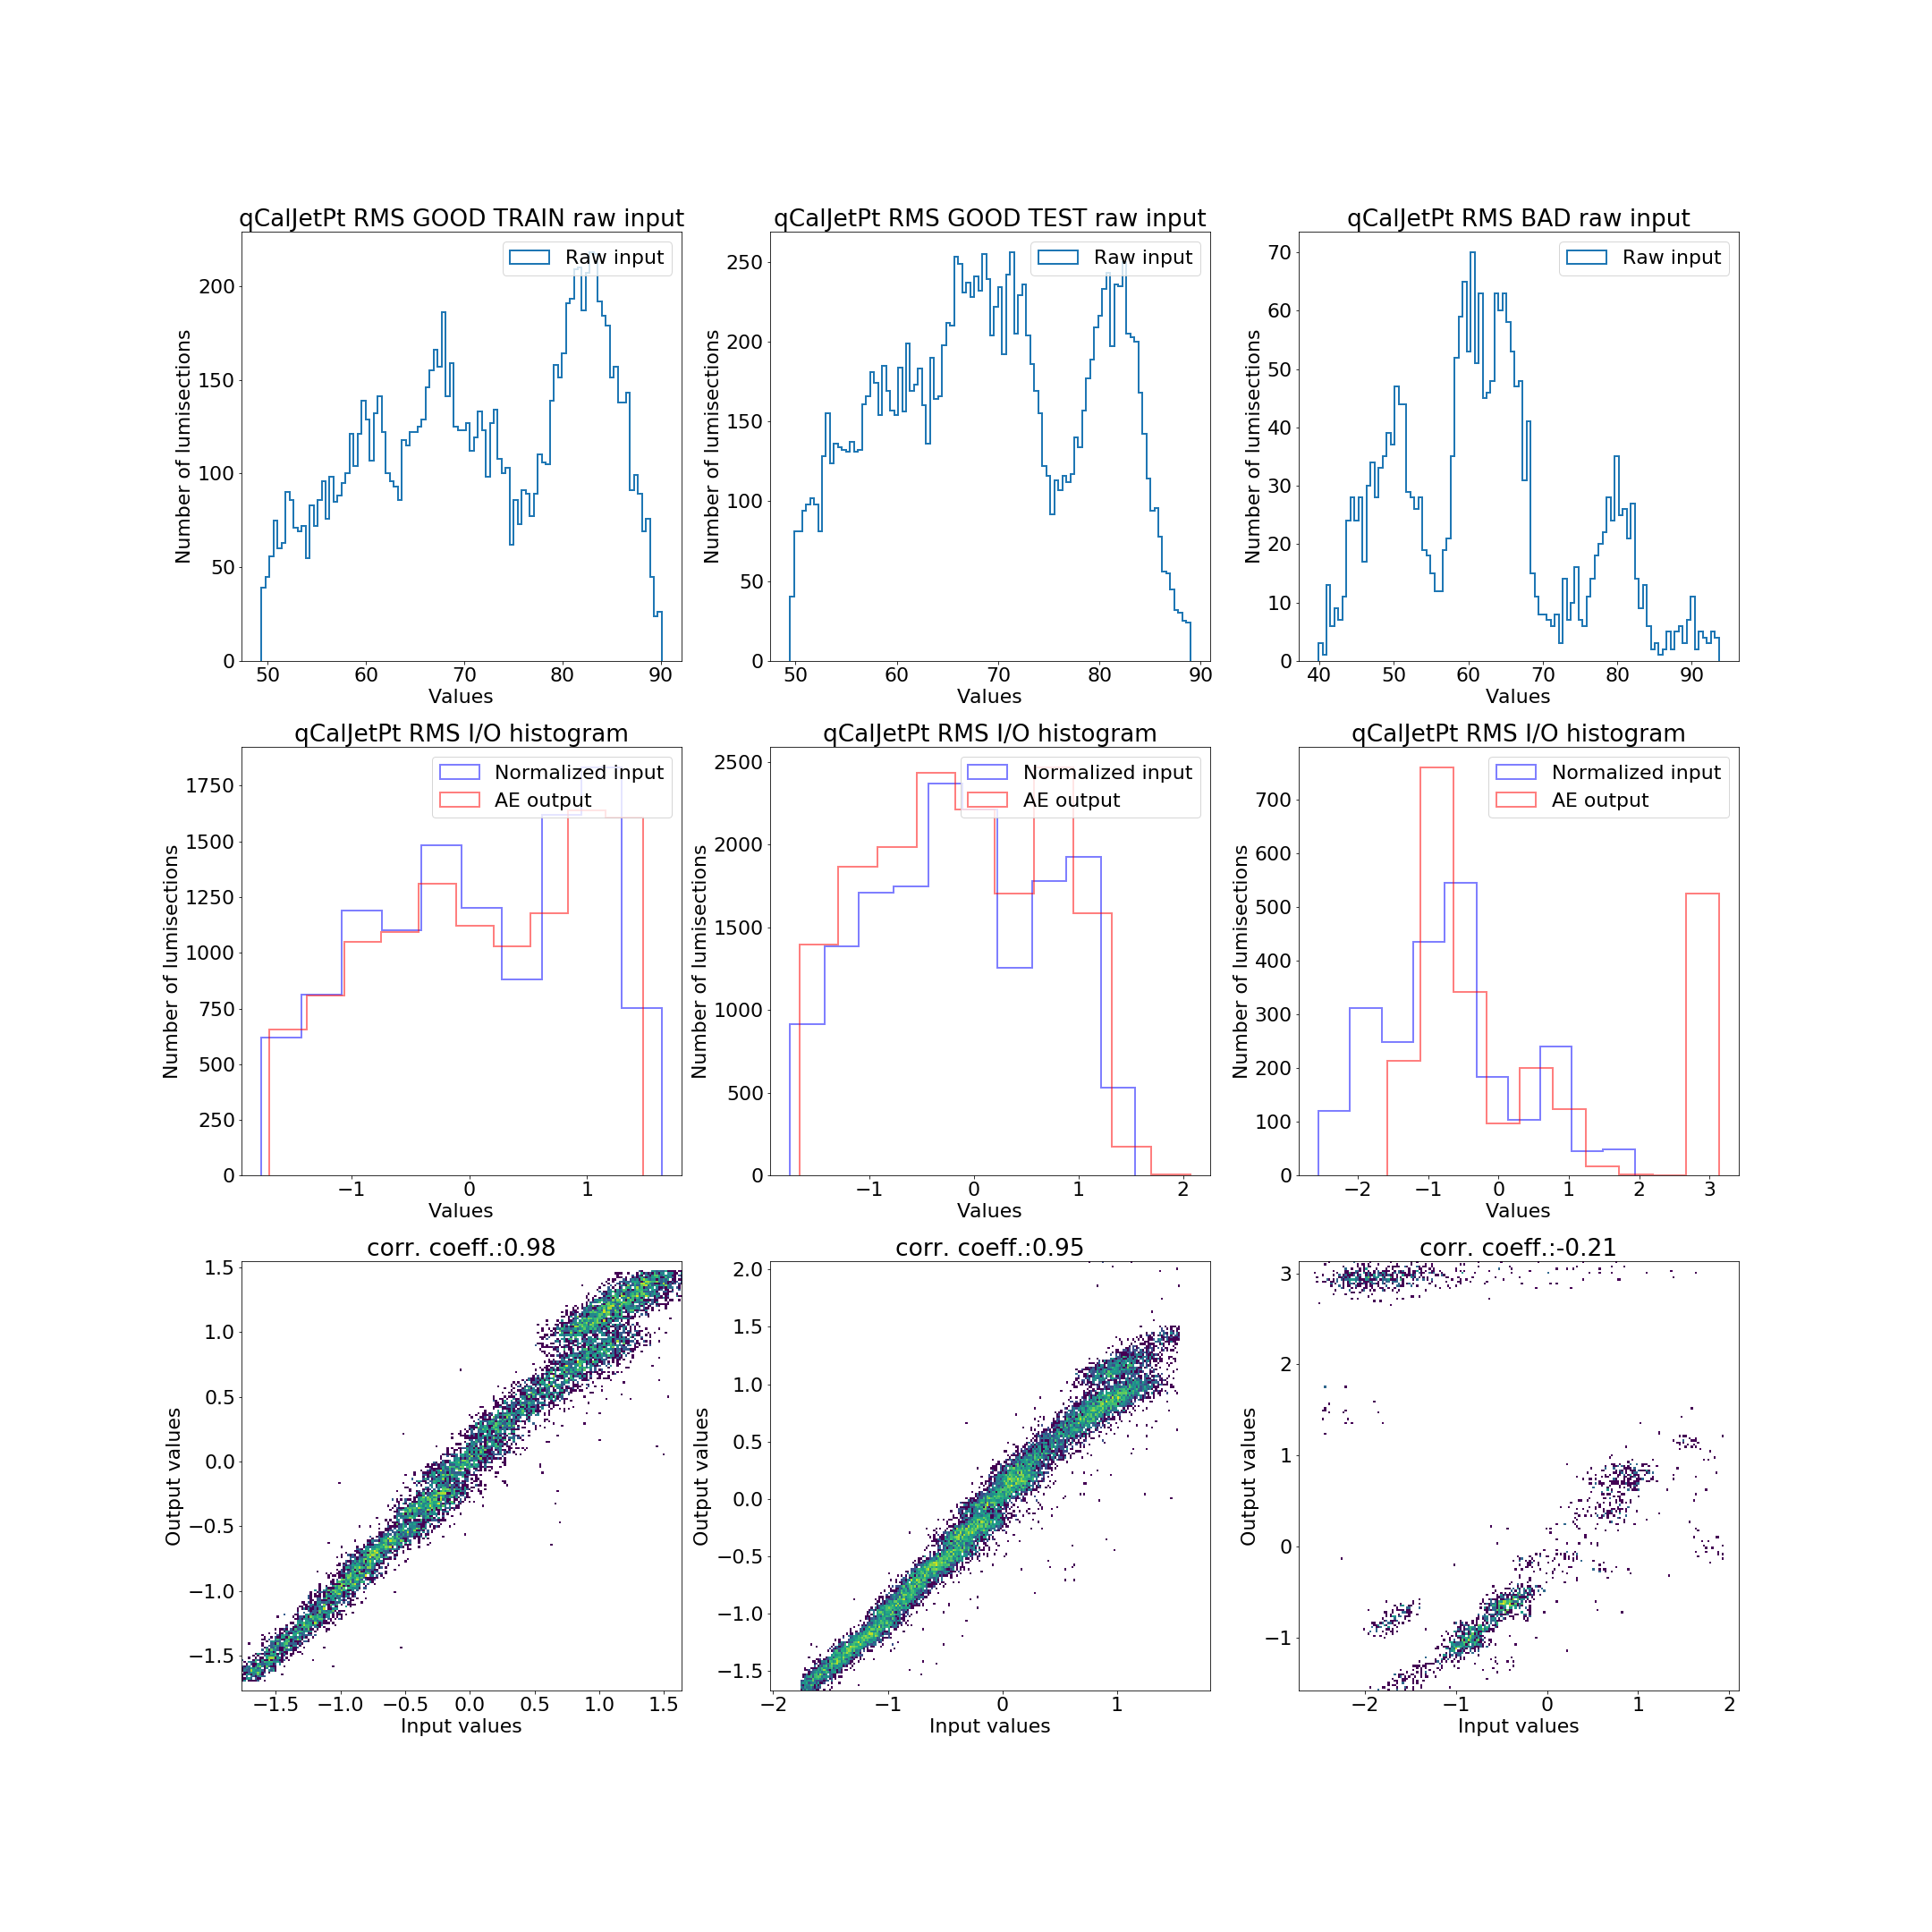 qCalJetPt RMS GOOD TRAIN raw input
Raw input
Number of lumisections
200
150
100
50
0
50 60 70 80 90
Values
qCalJetPt RMS GOOD TEST raw input
Raw input
Number of lumisections
250
200
150
100
50
0
50 60 70 80 90
Values
qCalJetPt RMS BAD raw input
Raw input
Number of lumisections
70
60
50
40
30
20
10
0
40 50 60 70 80 90
Values
qCalJetPt RMS I/O histogram
Normalized input
AE output
Number of lumisections
1750
1500
1250
1000
750
500
250
0
−1 0 1
Values
qCalJetPt RMS I/O histogram
Normalized input
AE output
Number of lumisections
2500
2000
1500
1000
500
0
−1 0 1 2
Values
qCalJetPt RMS I/O histogram
Normalized input
AE output
Number of lumisections
700
600
500
400
300
200
100
0
−2 −1 0 1 2 3
Values
corr. coeff.:0.98
Output values
1.5
1.0
0.5
0.0
−0.5
−1.0
−1.5
−1.5 −1.0 −0.5 0.0 0.5 1.0 1.5
Input values
corr. coeff.:0.95
Output values
2.0
1.5
1.0
0.5
0.0
−0.5
−1.0
−1.5
−2 −1 0 1
Input values
corr. coeff.:-0.21
Output values
3
2
1
0
−1
−2 −1 0 1 2
Input values